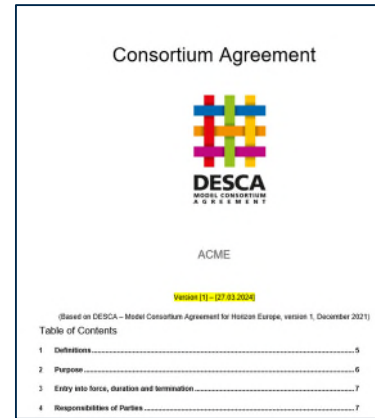 Consortium Agreement
DESCA
MODEL CONSORTIUM
AGREEMENT
ACME
Version [1] – [27.03.2024]
(Based on DESCA – Model Consortium Agreement for Horizon Europe, version 1, December 2021)
Table of Contents
1 Definitions 5
2 Purpose 6
3 Entry into force, duration and termination 7
4 Responsibilities of Parties 7